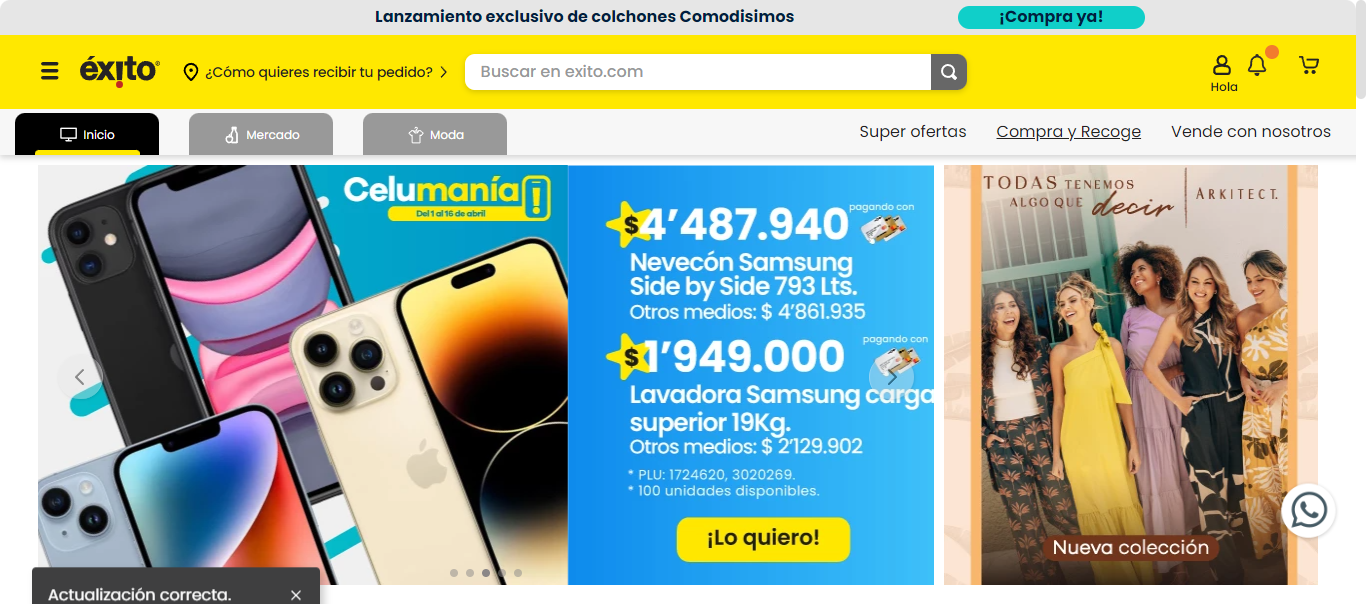 Lanzamiento exclusivo de colchones Comodisimos
¡Compra ya!
éxito
¿Cómo quieres recibir tu pedido?
Buscar en exito.com
Hola
Inicio
Mercado
Moda
Super ofertas
Compra y Recoge
Vende con nosotros
Celumanía
Del 1 al 16 de abril
pagando con
$4’487.940
Nevecón Samsung
Side by Side 793 Lts.
Otros medios: $ 4’861.935
pagando con
$1’949.000
Lavadora Samsung carga
superior 19Kg.
Otros medios: $ 2’129.902
* PLU: 1724620, 3020269.
* 100 unidades disponibles.
¡Lo quiero!
TODAS TENEMOS
ALGO QUE decir
ARKITECT.
Nueva colección
Actualización correcta.